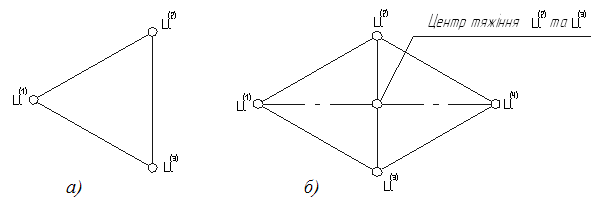 Ц⁽²⁾
Ц⁽¹⁾
Ц⁽³⁾
а)
Центр тяжіння Ц⁽²⁾ та Ц⁽³⁾
Ц⁽²⁾
Ц⁽¹⁾
Ц⁽⁴⁾
Ц⁽³⁾
б)